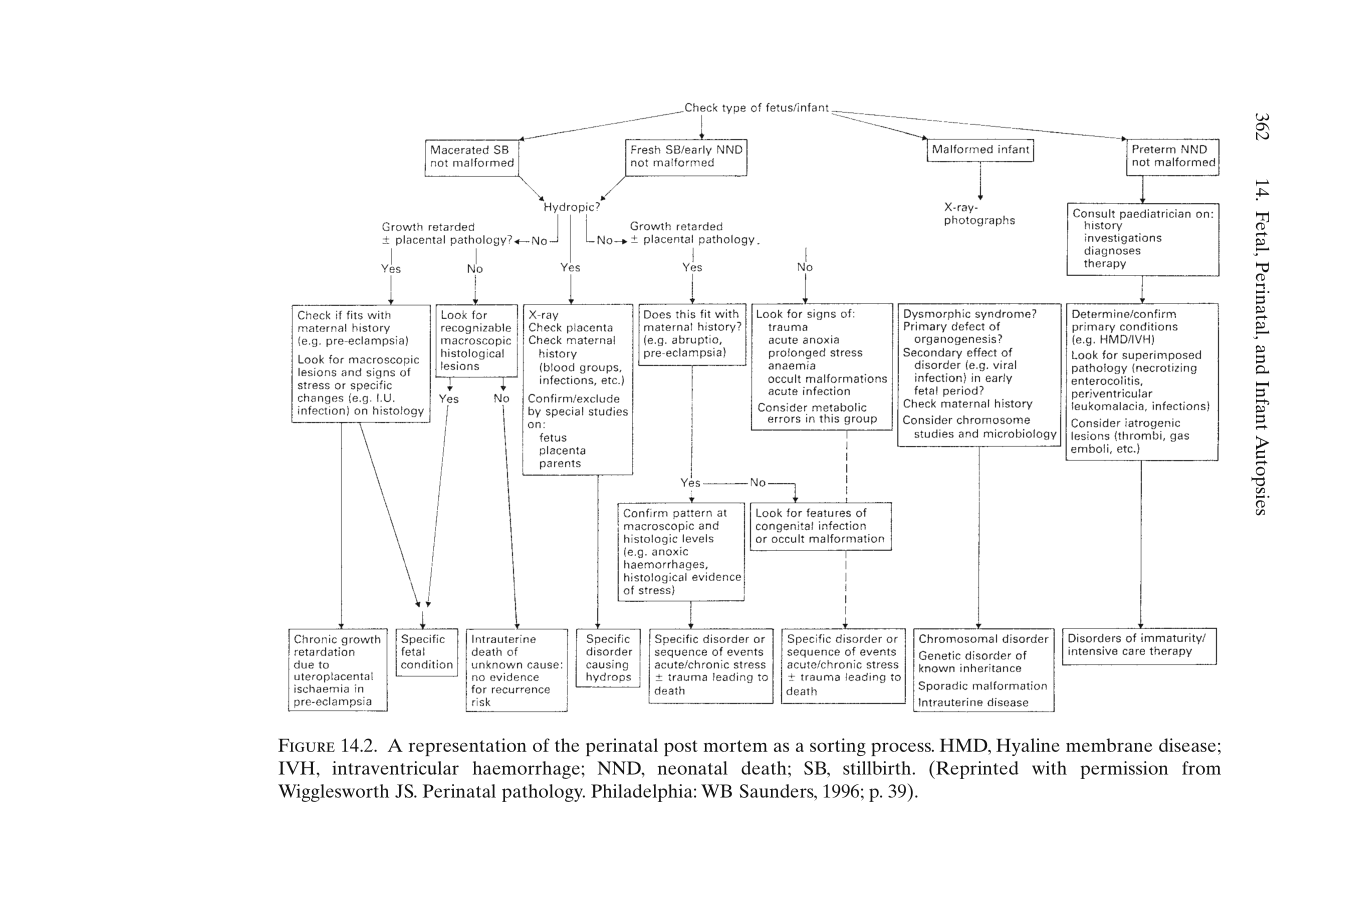 Check type of fetus/infant
Macerated SB
not malformed
Fresh SB/early NND
not malformed
Malformed infant
Preterm NND
not malformed
Hydropic?
Growth retarded
± placental pathology?
No
No
Growth retarded
± placental pathology.
X-ray-
photographs
Consult paediatrician on:
history
investigations
diagnoses
therapy
Yes
No
Yes
Yes
No
Check if fits with
maternal history
(e.g. pre-eclampsia)
Look for macroscopic
lesions and signs of
stress or specific
changes (e.g. I.U.
infection) on histology
Look for
recognizable
macroscopic
histological
lesions
Yes
No
X-ray
Check placenta
Check maternal
history
(blood groups,
infections, etc.)
Confirm/exclude
by special studies
on:
fetus
placenta
parents
Does this fit with
maternal history?
(e.g. abruptio,
pre-eclampsia)
Look for signs of:
trauma
acute anoxia
prolonged stress
anaemia
occult malformations
acute infection
Consider metabolic
errors in this group
Dysmorphic syndrome?
Primary defect of
organogenesis?
Secondary effect of
disorder (e.g. viral
infection) in early
fetal period?
Check maternal history
Consider chromosome
studies and microbiology
Determine/confirm
primary conditions
(e.g. HMD/IVH)
Look for superimposed
pathology (necrotizing
enterocolitis,
periventricular
leukomalacia, infections)
Consider iatrogenic
lesions (thrombi, gas
emboli, etc.)
Yes
No
Confirm pattern at
macroscopic and
histologic levels
(e.g. anoxic
haemorrhages,
histological evidence
of stress)
Look for features of
congenital infection
or occult malformation
Chronic growth
retardation
due to
uteroplacental
ischaemia in
pre-eclampsia
Specific
fetal
condition
Intrauterine
death of
unknown cause:
no evidence
for recurrence
risk
Specific
disorder
causing
hydrops
Specific disorder or
sequence of events
acute/chronic stress
± trauma leading to
death
Specific disorder or
sequence of events
acute/chronic stress
± trauma leading to
death
Chromosomal disorder
Genetic disorder of
known inheritance
Sporadic malformation
Intrauterine disease
Disorders of immaturity/
intensive care therapy
FIGURE 14.2. A representation of the perinatal post mortem as a sorting process. HMD, Hyaline membrane disease;
IVH, intraventricular haemorrhage; NND, neonatal death; SB, stillbirth. (Reprinted with permission from
Wigglesworth JS. Perinatal pathology. Philadelphia: WB Saunders, 1996; p. 39).
362 14. Fetal, Perinatal, and Infant Autopsies